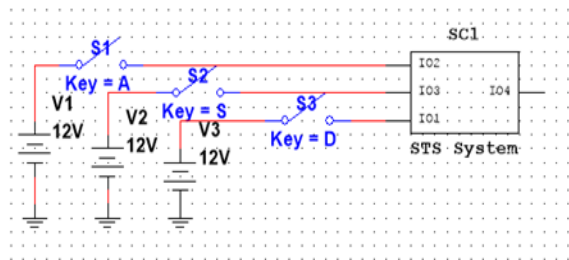 SC1
S1
Key = A
IO2
S2
Key = S
IO3 IO4
S3
Key = D
IO1
V1
12V
V2
12V
V3
12V
STS System